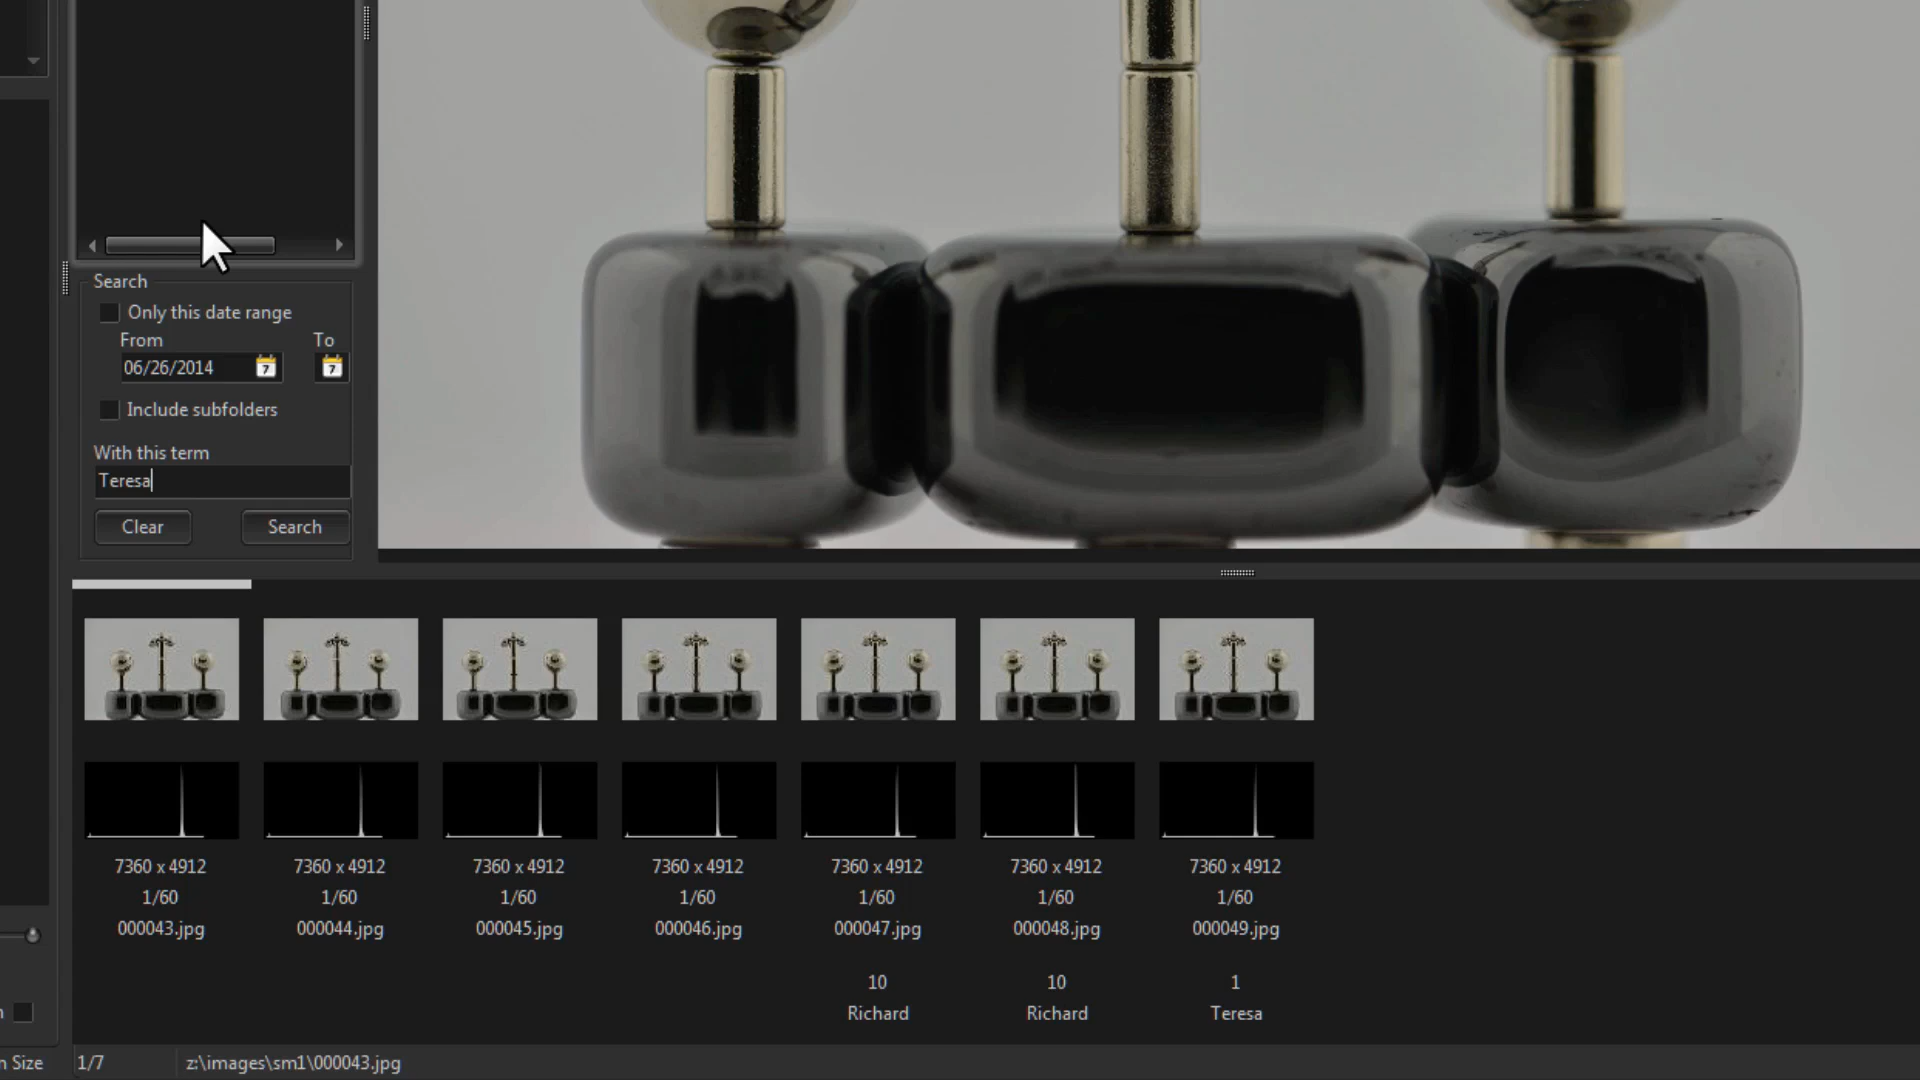 Search
Only this date range
From To
06/26/2014 7 7
Include subfolders
With this term
Teresa
Clear Search
7360 x 4912 7360 x 4912 7360 x 4912 7360 x 4912 7360 x 4912 7360 x 4912 7360 x 4912
1/60 1/60 1/60 1/60 1/60 1/60 1/60
000043.jpg 000044.jpg 000045.jpg 000046.jpg 000047.jpg 000048.jpg 000049.jpg
10 10 1
Richard Richard Teresa
Size 1/7 z:\images\sm1\000043.jpg